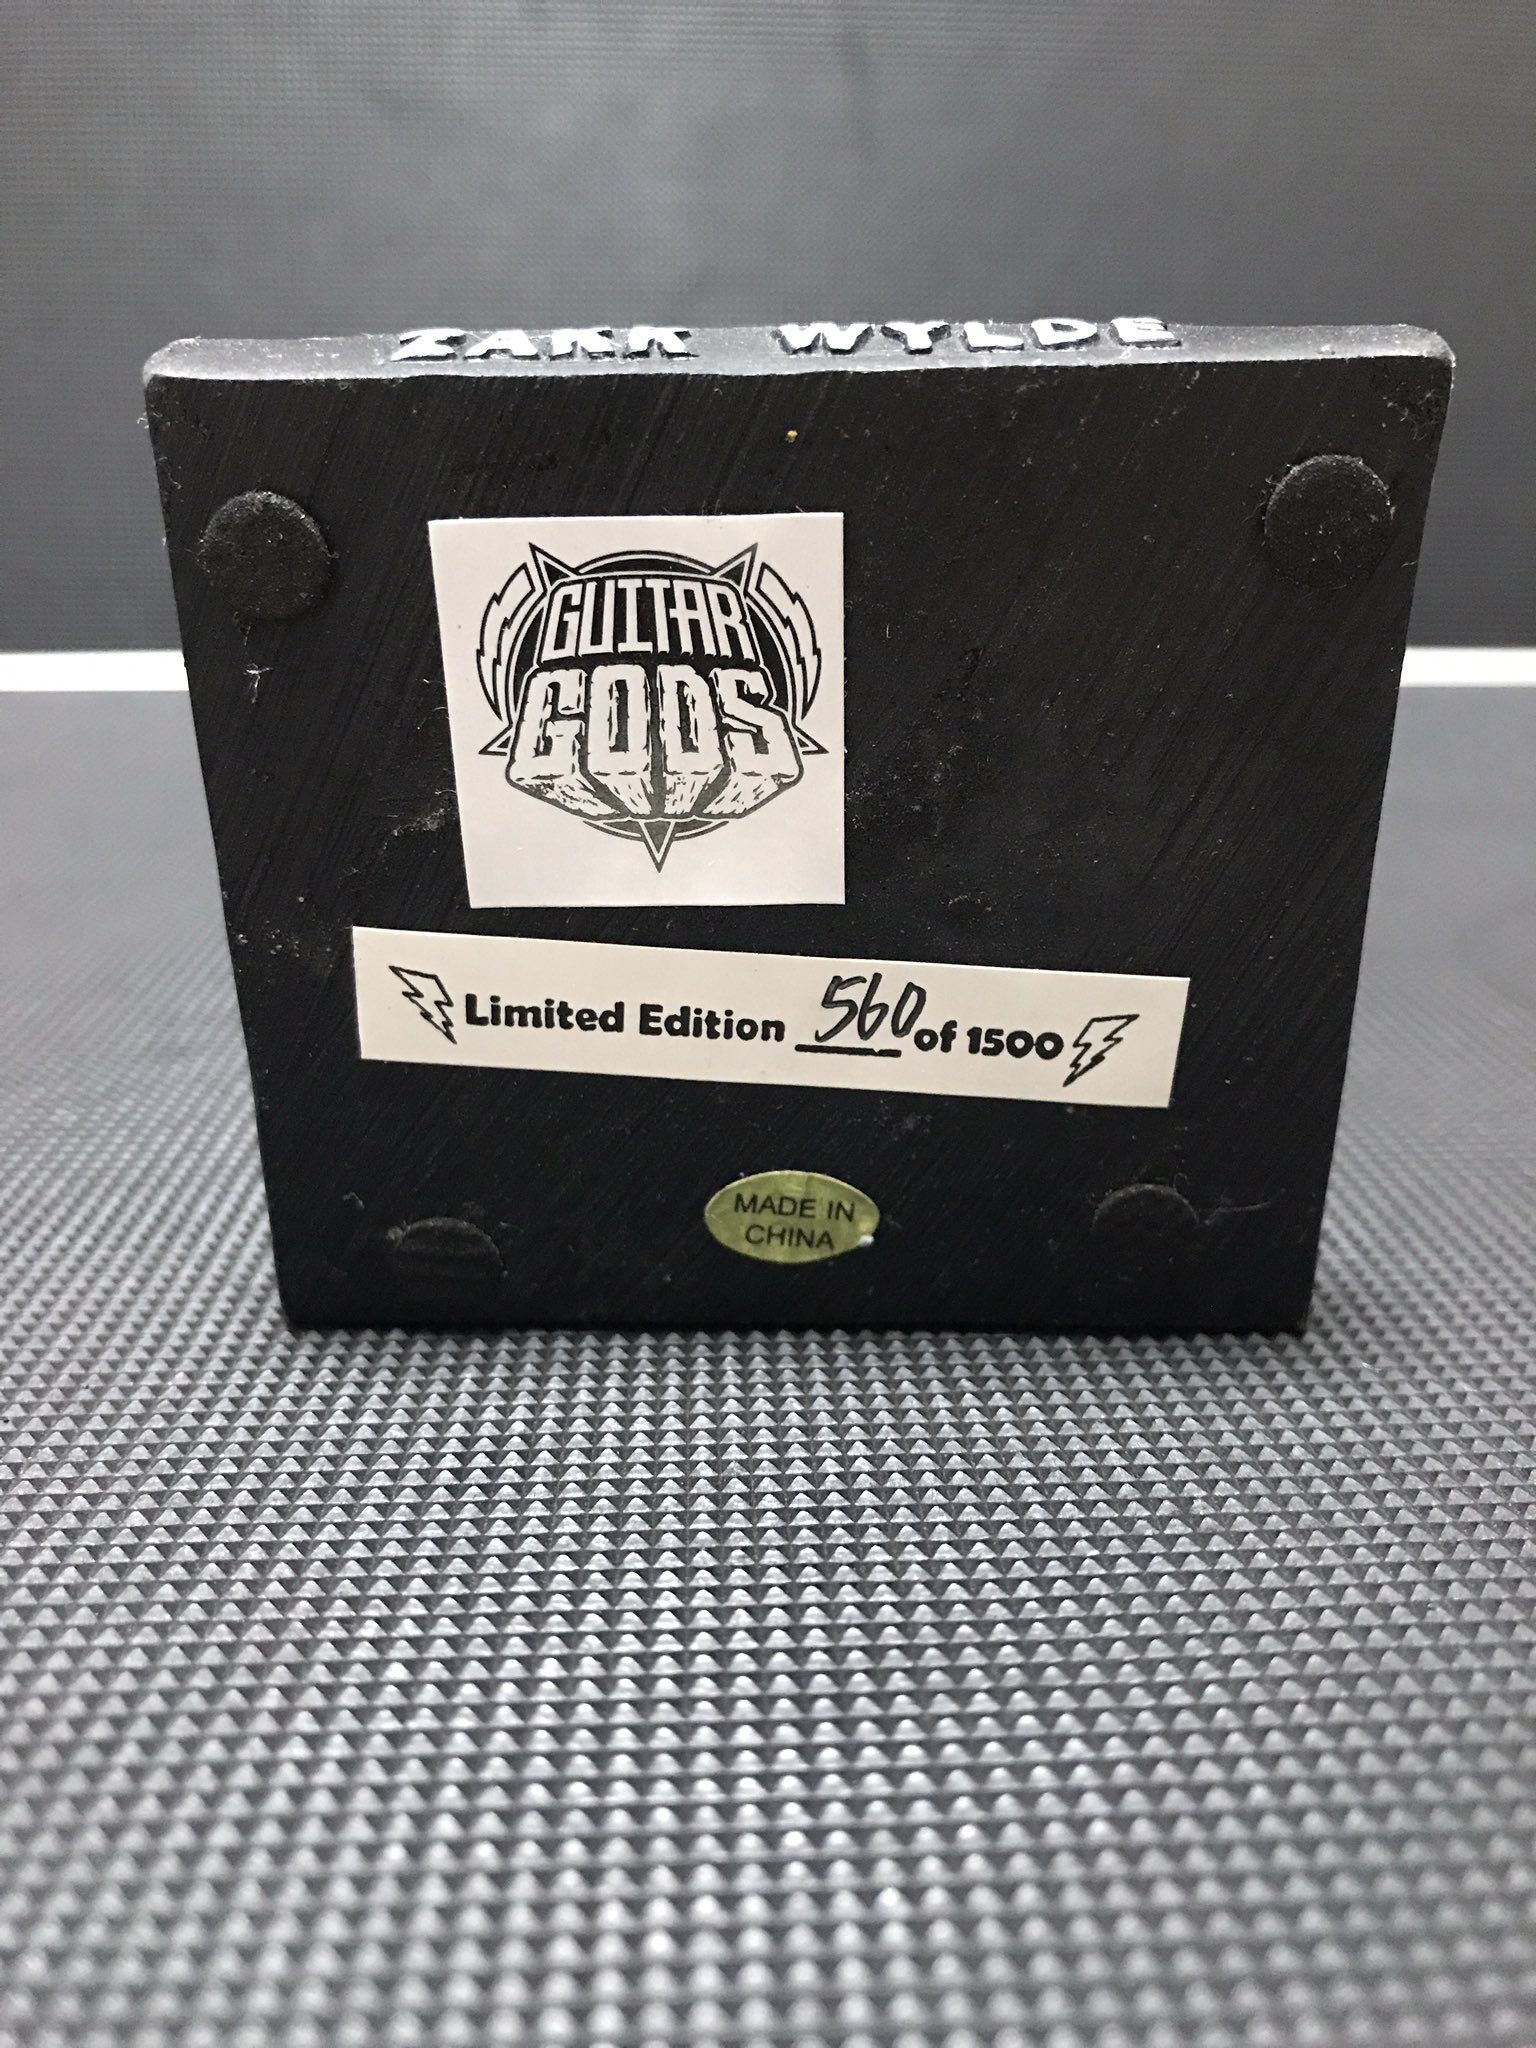 ZAKK WYLDE
GUITAR
GODS
Limited Edition 560 of 1500
MADE IN
CHINA